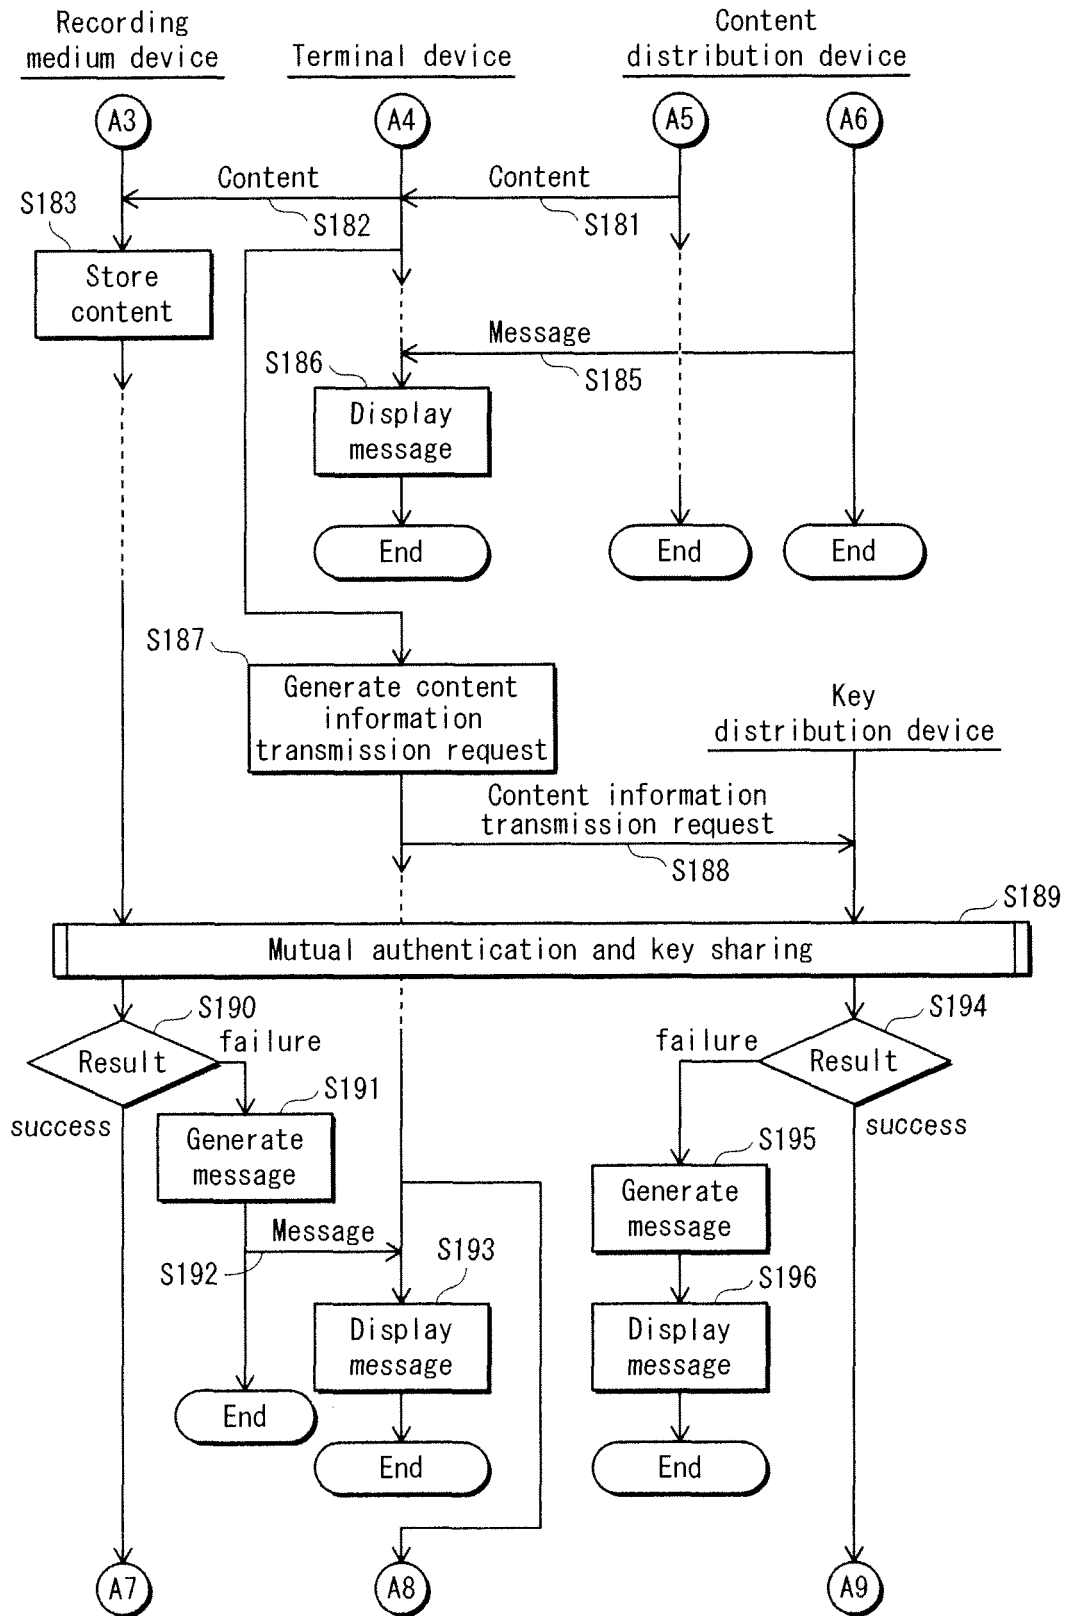 Recording
medium device
Terminal device
Content
distribution device
A3
A4
A5
A6
Content
Content
S183
S182
S181
Store
content
Message
S186
S185
Display
message
End
End
End
S187
Generate content
information
transmission request
Key
distribution device
Content information
transmission request
S188
S189
Mutual authentication and key sharing
S190
S194
failure
failure
Result
Result
S191
success
success
Generate
message
S195
Generate
message
Message
S192
S193
S196
Display
message
Display
message
End
End
End
A7
A8
A9